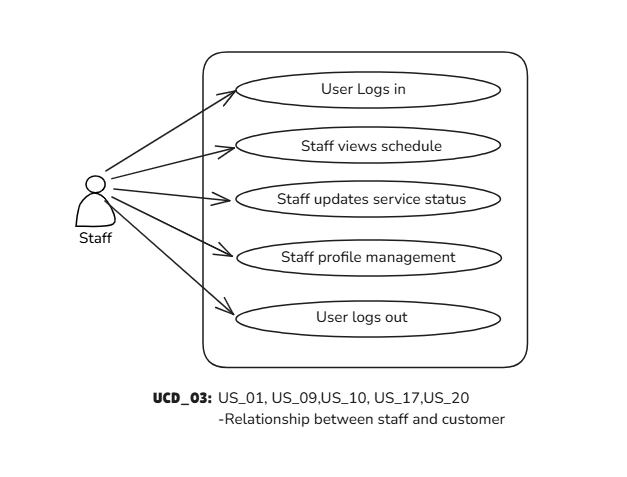 User Logs in
Staff views schedule
Staff updates service status
Staff
Staff profile management
User logs out
UCD_03: US_01, US_09,US_10, US_17,US_20
-Relationship between staff and customer